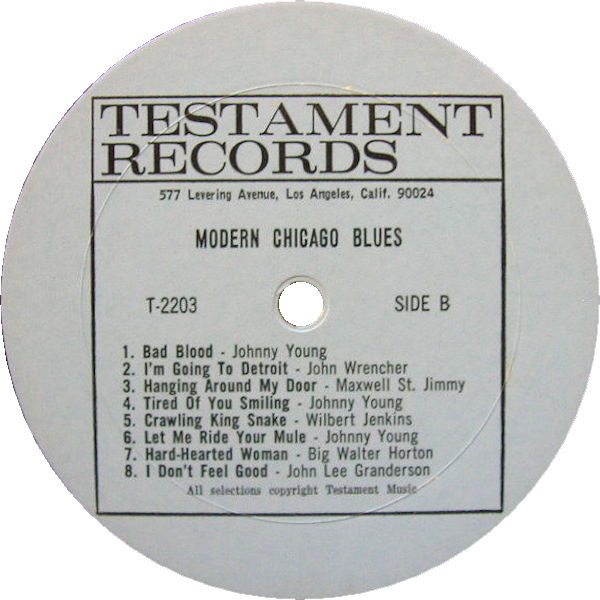 TESTAMENT
RECORDS
577 Levering Avenue, Los Angeles, Calif. 90024
MODERN CHICAGO BLUES
T-2203 SIDE B
1. Bad Blood - Johnny Young
2. I'm Going To Detroit - John Wrencher
3. Hanging Around My Door - Maxwell St. Jimmy
4. Tired Of You Smiling - Johnny Young
5. Crawling King Snake - Wilbert Jenkins
6. Let Me Ride Your Mule - Johnny Young
7. Hard-Hearted Woman - Big Walter Horton
8. I Don't Feel Good - John Lee Granderson
All selections copyright Testament Music